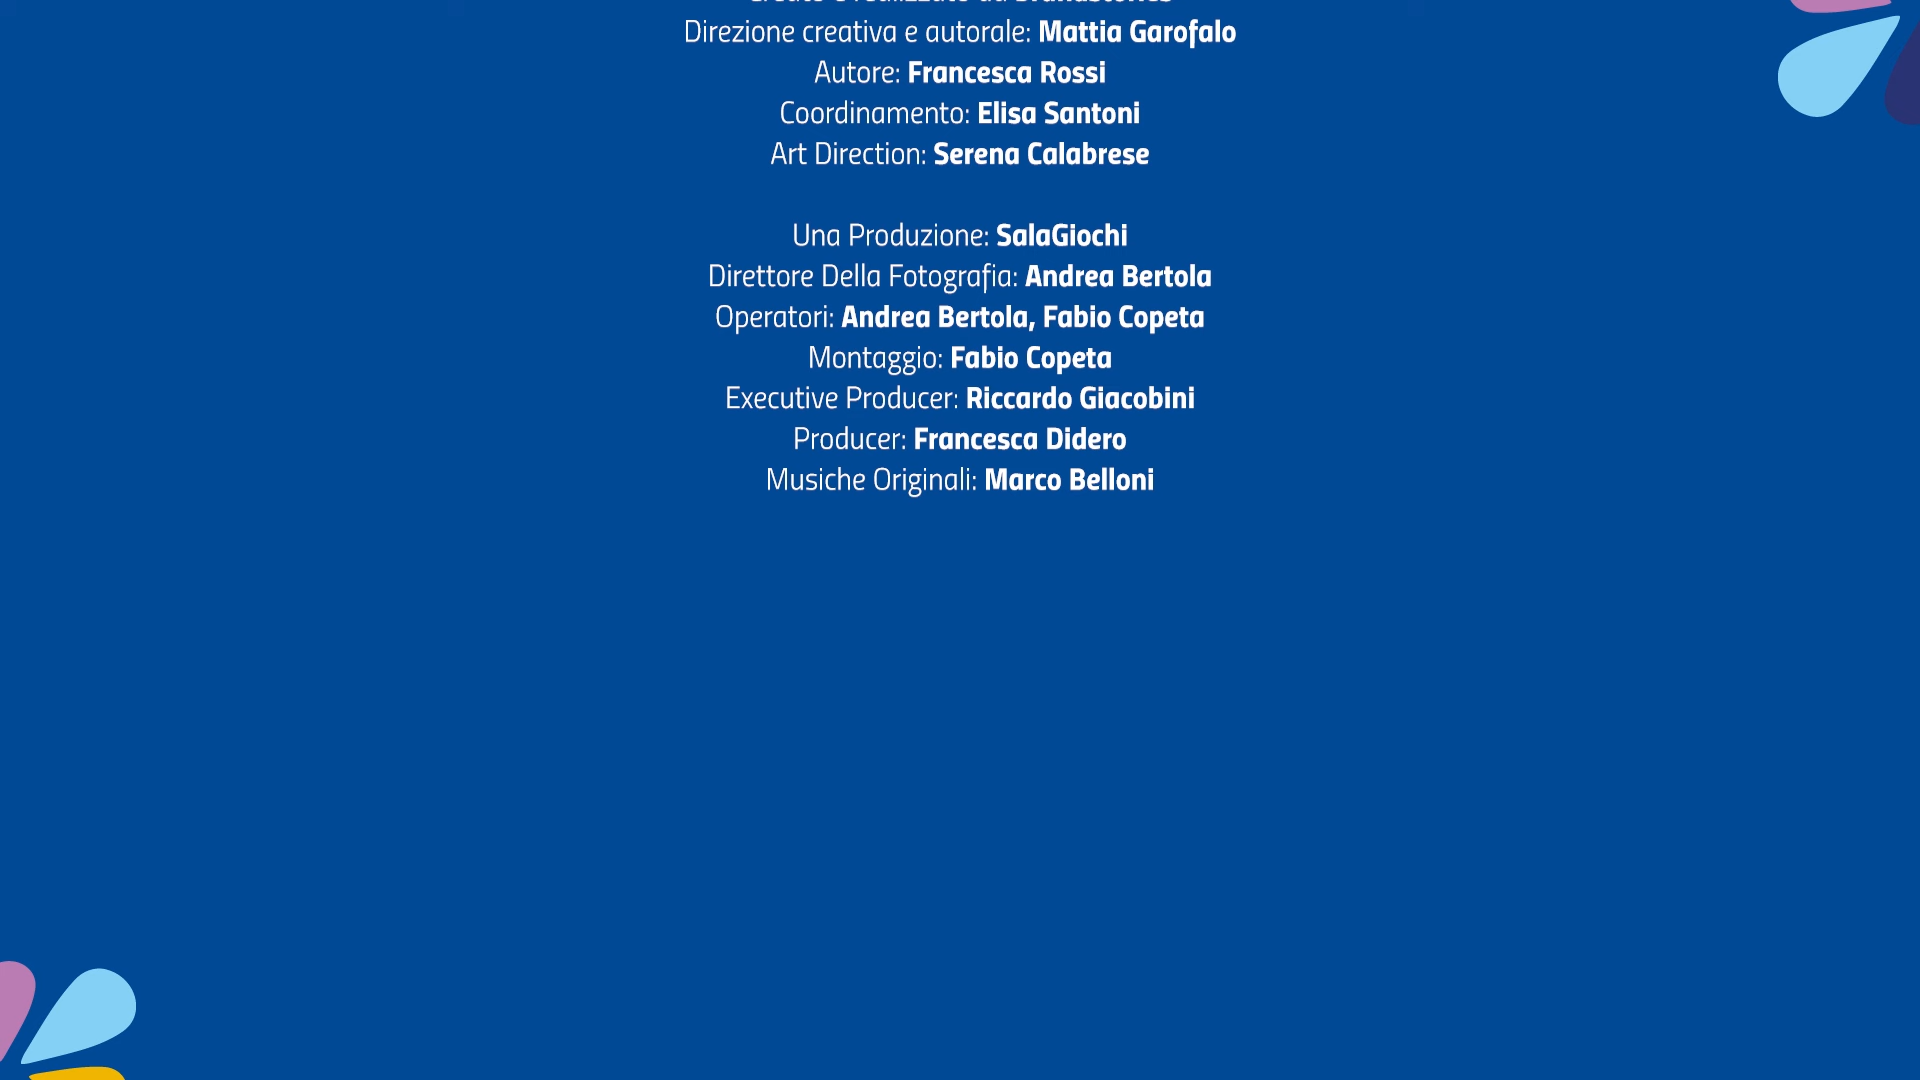 Direzione creativa e autorale: Mattia Garofalo
Autore: Francesca Rossi
Coordinamento: Elisa Santoni
Art Direction: Serena Calabrese
Una Produzione: SalaGiochi
Direttore Della Fotografia: Andrea Bertola
Operatori: Andrea Bertola, Fabio Copeta
Montaggio: Fabio Copeta
Executive Producer: Riccardo Giacobini
Producer: Francesca Didero
Musiche Originali: Marco Belloni